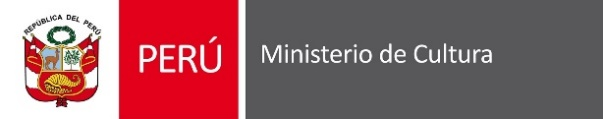 REPÚBLICA DEL PERÚ
PERÚ
Ministerio de Cultura